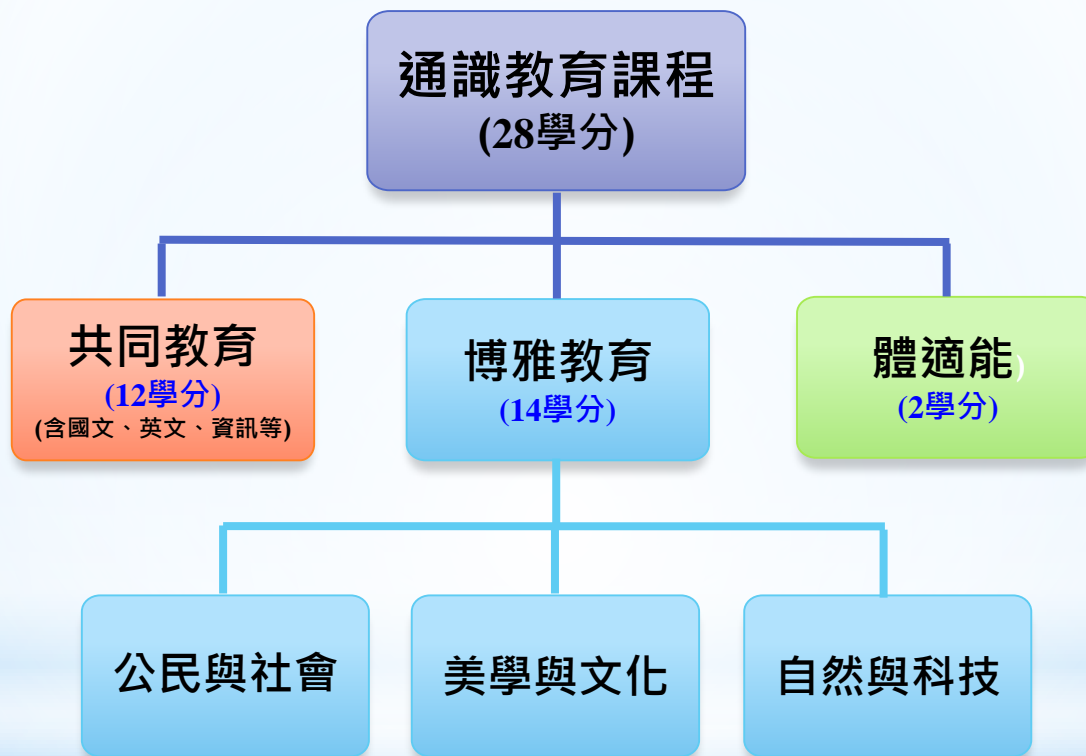 通識教育課程
(28學分)
共同教育
(12學分)
(含國文、英文、資訊等)
博雅教育
(14學分)
體適能)
(2學分)
公民與社會
美學與文化
自然與科技